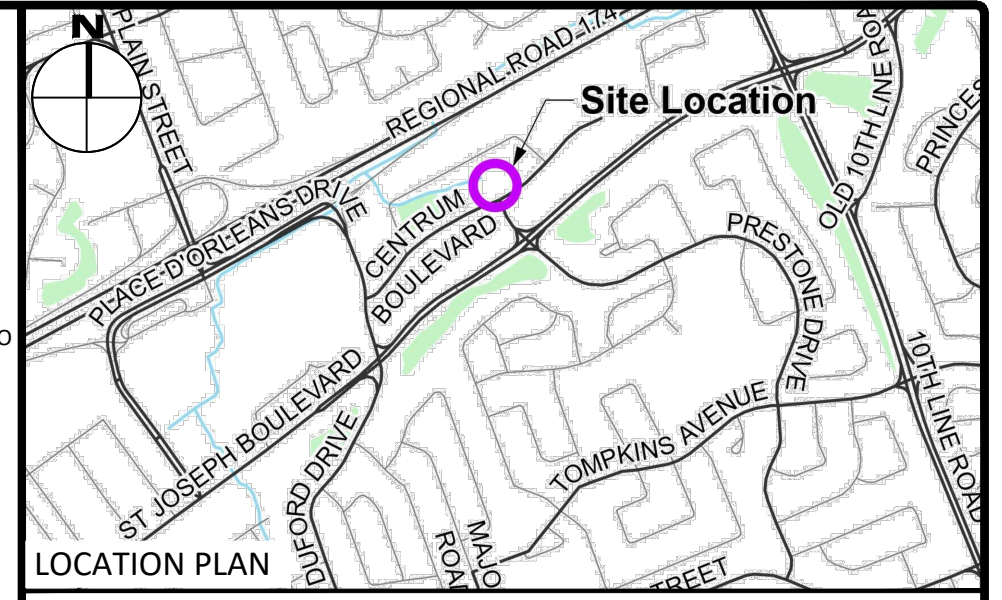 N
PLAIN STREET
REGIONAL ROAD 174
Site Location
OLD 10TH LINE ROA
PRINCES
PLACE D'ORLEANS DRIVE
CENTRUM
BOULEVARD
PRESTONE DRIVE
O
10TH LINE ROAD
ST JOSEPH BOULEVARD
DUFORD DRIVE
TOMPKINS AVENUE
MAJO
ROAD
STREET
LOCATION PLAN